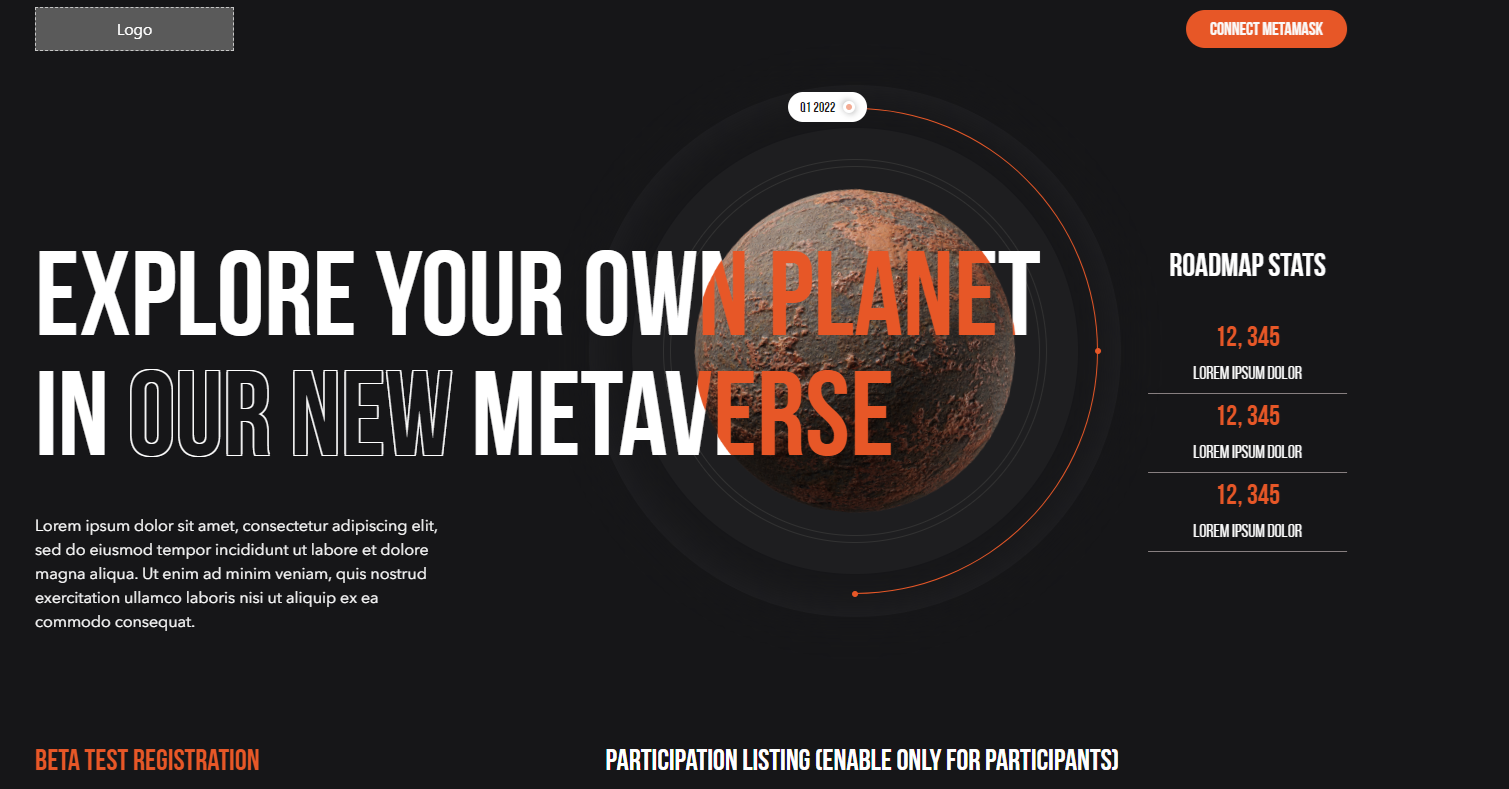 Logo
CONNECT METAMASK
Q1 2022
EXPLORE YOUR OWN PLANET
IN OUR NEW METAVERSE
Lorem ipsum dolor sit amet, consectetur adipiscing elit,
sed do eiusmod tempor incididunt ut labore et dolore
magna aliqua. Ut enim ad minim veniam, quis nostrud
exercitation ullamco laboris nisi ut aliquip ex ea
commodo consequat.
ROADMAP STATS
12, 345
LOREM IPSUM DOLOR
12, 345
LOREM IPSUM DOLOR
12, 345
LOREM IPSUM DOLOR
BETA TEST REGISTRATION
PARTICIPATION LISTING (ENABLE ONLY FOR PARTICIPANTS)